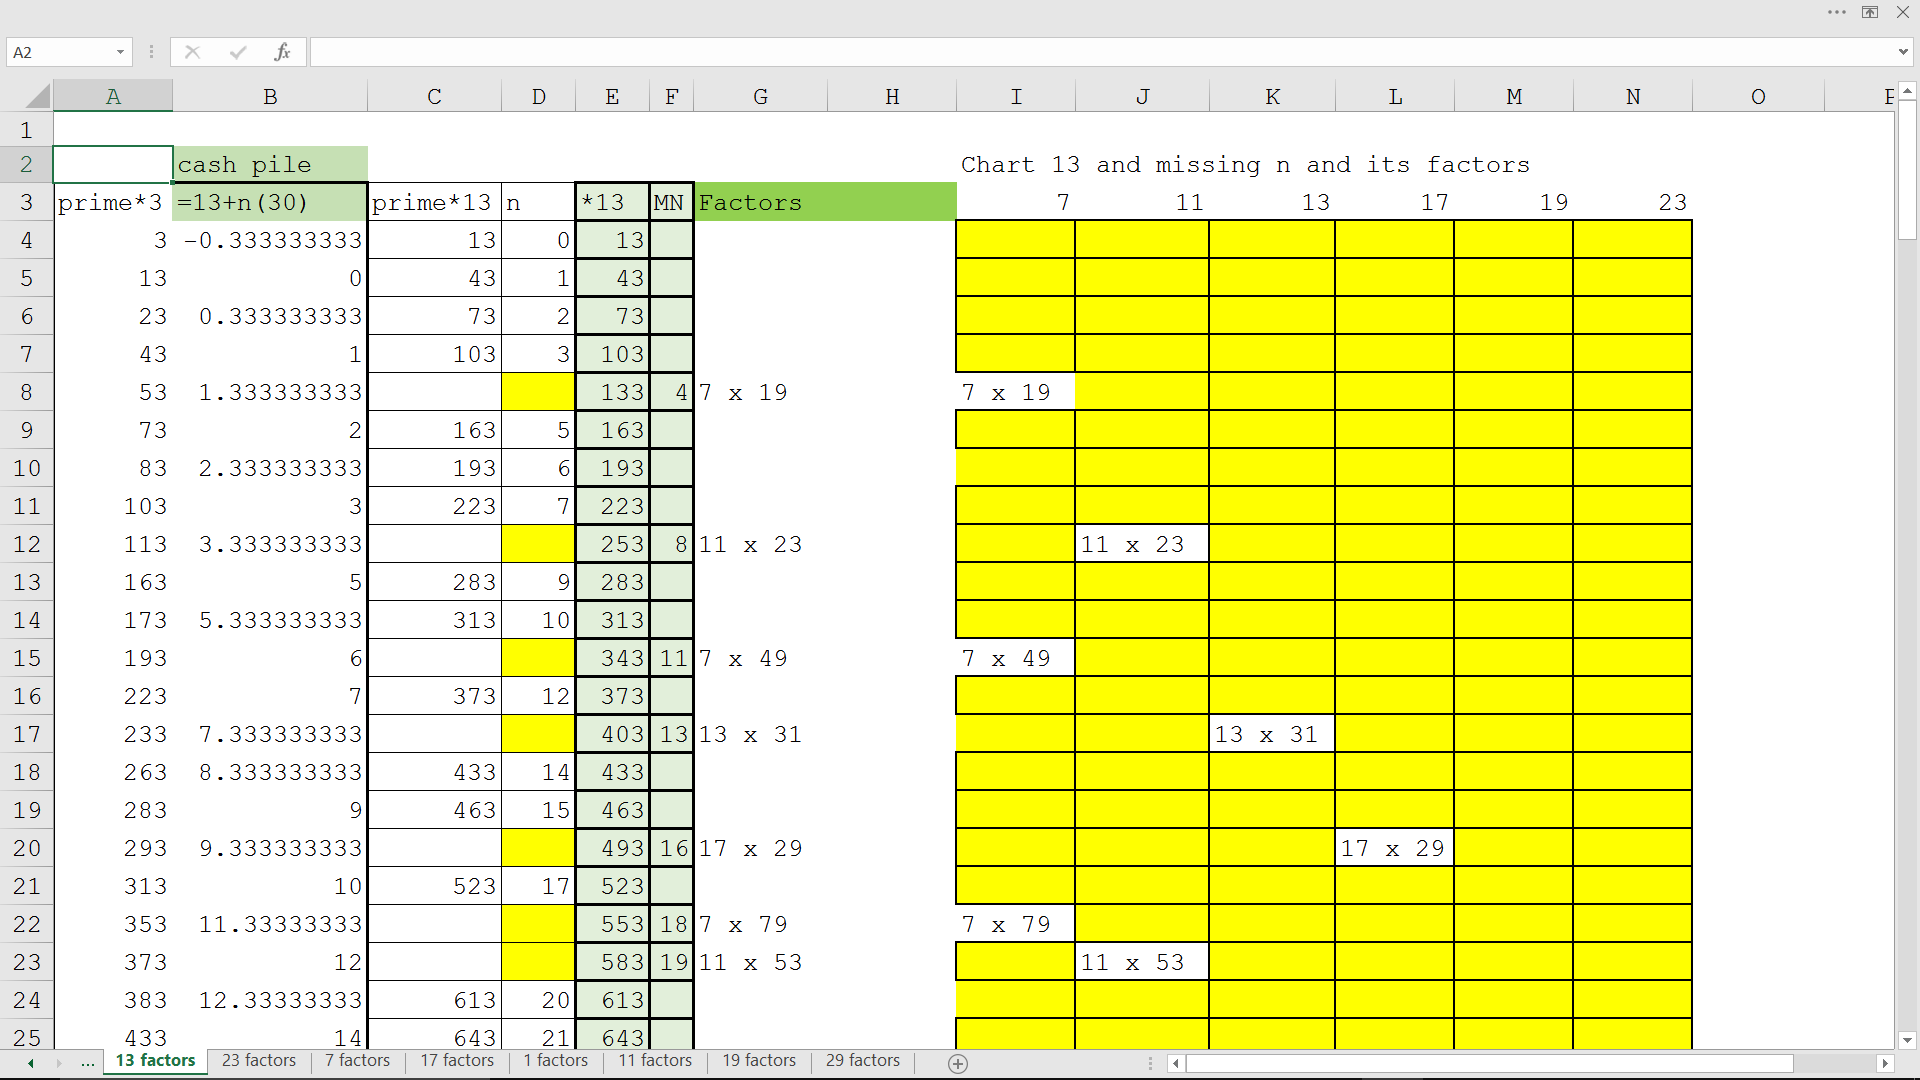 A2
fx
A B C D E F G H I J K L M N O
1
2 cash pile Chart 13 and missing n and its factors
3 prime*3 =13+n(30) prime*13 n *13 MN Factors 7 11 13 17 19 23
4 3 -0.333333333 13 0 13
5 13 0 43 1 43
6 23 0.333333333 73 2 73
7 43 1 103 3 103
8 53 1.333333333 133 4 7 x 19 7 x 19
9 73 2 163 5 163
10 83 2.333333333 193 6 193
11 103 3 223 7 223
12 113 3.333333333 253 8 11 x 23 11 x 23
13 163 5 283 9 283
14 173 5.333333333 313 10 313
15 193 6 343 11 7 x 49 7 x 49
16 223 7 373 12 373
17 233 7.333333333 403 13 13 x 31 13 x 31
18 263 8.333333333 433 14 433
19 283 9 463 15 463
20 293 9.333333333 493 16 17 x 29 17 x 29
21 313 10 523 17 523
22 353 11.33333333 553 18 7 x 79 7 x 79
23 373 12 583 19 11 x 53 11 x 53
24 383 12.33333333 613 20 613
25 433 14 643 21 643
... 13 factors 23 factors 7 factors 17 factors 1 factors 11 factors 19 factors 29 factors